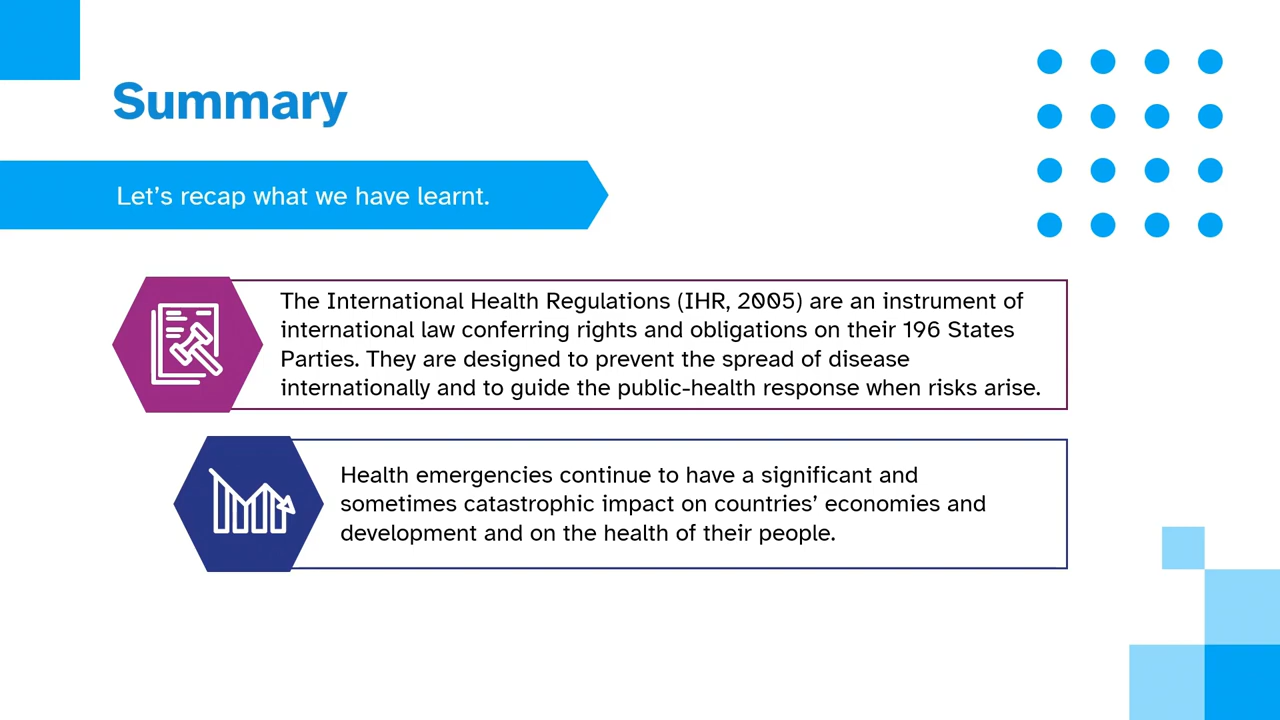 Summary
Let’s recap what we have learnt.
The International Health Regulations (IHR, 2005) are an instrument of
international law conferring rights and obligations on their 196 States
Parties. They are designed to prevent the spread of disease
internationally and to guide the public-health response when risks arise.
Health emergencies continue to have a significant and
sometimes catastrophic impact on countries’ economies and
development and on the health of their people.